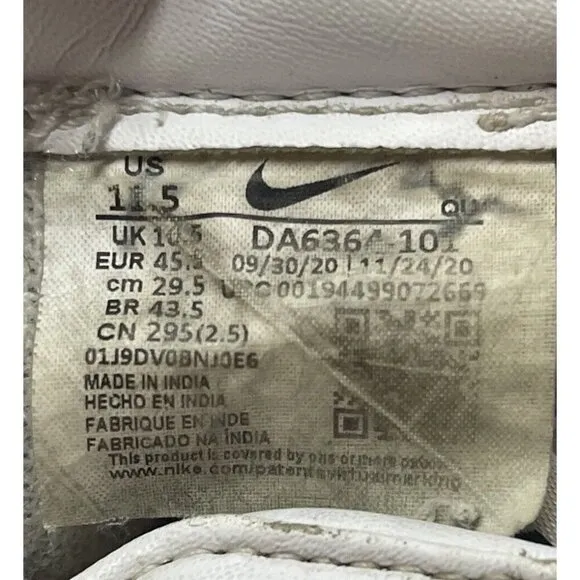 US
11.5
QU
UK 10.5
DA6364-101
EUR 45.5
09/30/20 | 11/24/20
cm 29.5
UPC 00194499072669
BR 43.5
CN 295(2.5)
01J9DV0BNJ0E6
MADE IN INDIA
HECHO EN INDIA
FABRIQUE EN INDE
FABRICADO NA INDIA
This product is covered by one or more
www.nike.com/patents